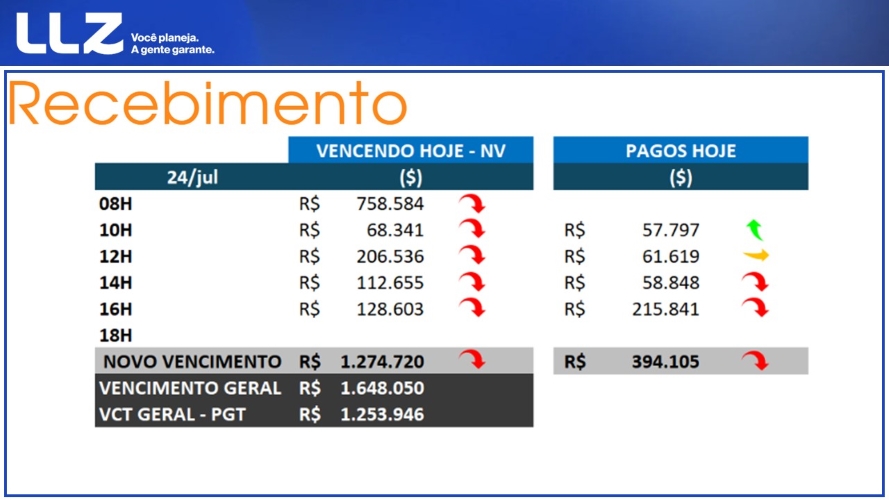 LLZ
Você planeja.
A gente garante.
Recebimento
VENCENDO HOJE - NV PAGOS HOJE
24/jul ($) ($)
08H R$ 758.584
10H R$ 68.341 R$ 57.797
12H R$ 206.536 R$ 61.619
14H R$ 112.655 R$ 58.848
16H R$ 128.603 R$ 215.841
18H
NOVO VENCIMENTO R$ 1.274.720 R$ 394.105
VENCIMENTO GERAL R$ 1.648.050
VCT GERAL - PGT R$ 1.253.946